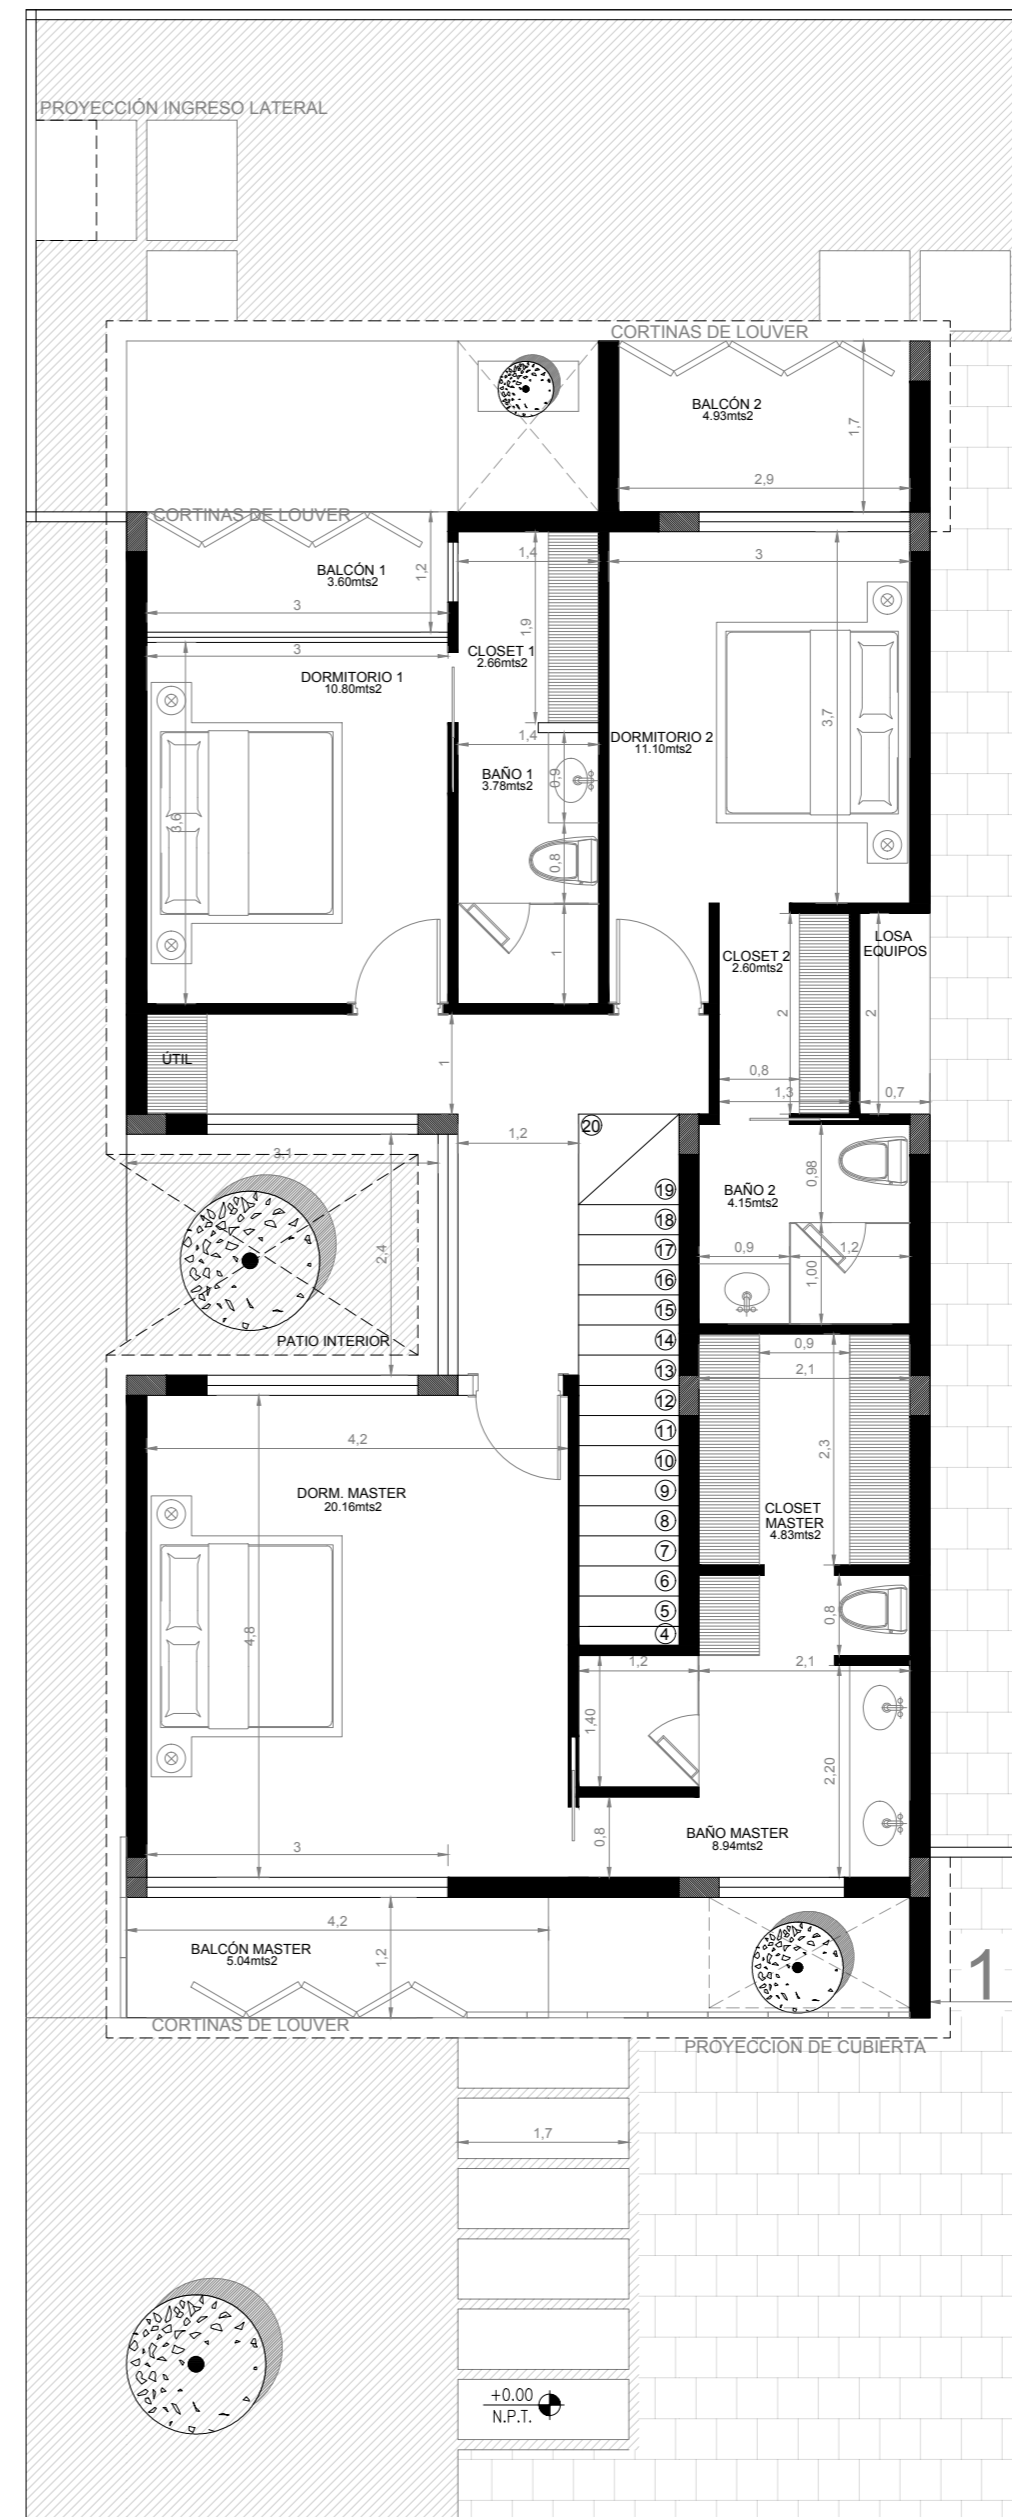 PROYECCIÓN INGRESO LATERAL
CORTINAS DE LOUVER
BALCÓN 2
4.93mts2
1,7
2,9
CORTINAS DE LOUVER
BALCÓN 1
3.60mts2
1,2
3
1,4
3
1,9
CLOSET 1
2.66mts2
3
DORMITORIO 1
10.80mts2
3,7
DORMITORIO 2
11.10mts2
1,4
BAÑO 1
3.78mts2
0,9
3,6
0,8
1
CLOSET 2
2.60mts2
LOSA
EQUIPOS
2
2
ÚTIL
1
0,8
1,3
0,7
20
1,2
3,1
0,98
BAÑO 2
4.15mts2
19
18
17
16
15
14
13
12
11
10
9
8
7
6
5
4
2,4
0,9
1,2
1,00
PATIO INTERIOR
0,9
2,1
4,2
2,3
DORM. MASTER
20.16mts2
CLOSET
MASTER
4.83mts2
4,8
0,8
1,2
2,1
1,40
2,20
BAÑO MASTER
8.94mts2
0,8
3
4,2
BALCÓN MASTER
5.04mts2
1,2
1
CORTINAS DE LOUVER
PROYECCION DE CUBIERTA
1,7
+0.00
N.P.T.